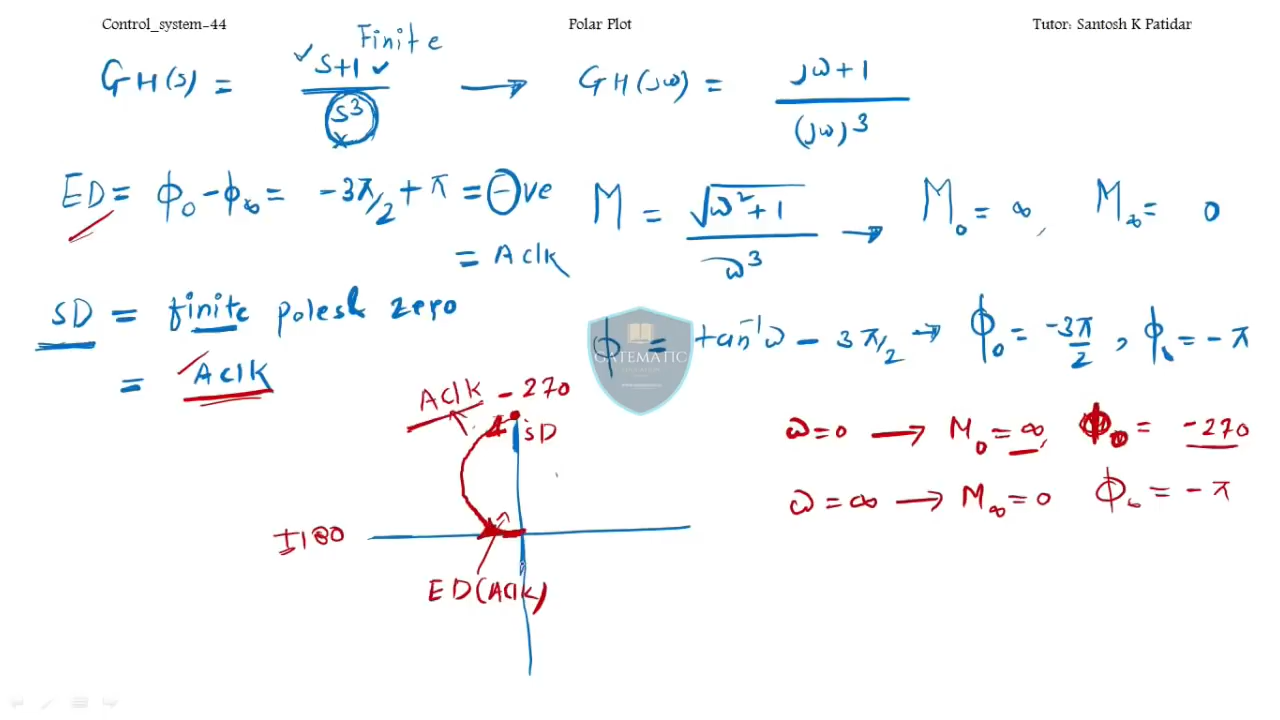 Control_system-44 Polar Plot Tutor: Santosh K Patidar
Finite
GH(s) = s+1 / s³ → GH(jω) = jω+1 / (jω)³
ED = ϕ₀ - ϕ∞ = -3π/2 + π = -ve
= Aclk
M = √ω²+1 / ω³ → M₀ = ∞, M∞ = 0
SD = finite poles& zero
= Aclk
GATEMATIC
ϕ = tan⁻¹ω - 3π/2 → ϕ₀ = -3π/2, ϕ∞ = -π
Aclk -270
SD
ω=0 → M₀ = ∞, ϕ₀ = -270
ω=∞ → M∞ = 0 ϕ∞ = -π
±180
ED(Aclk)